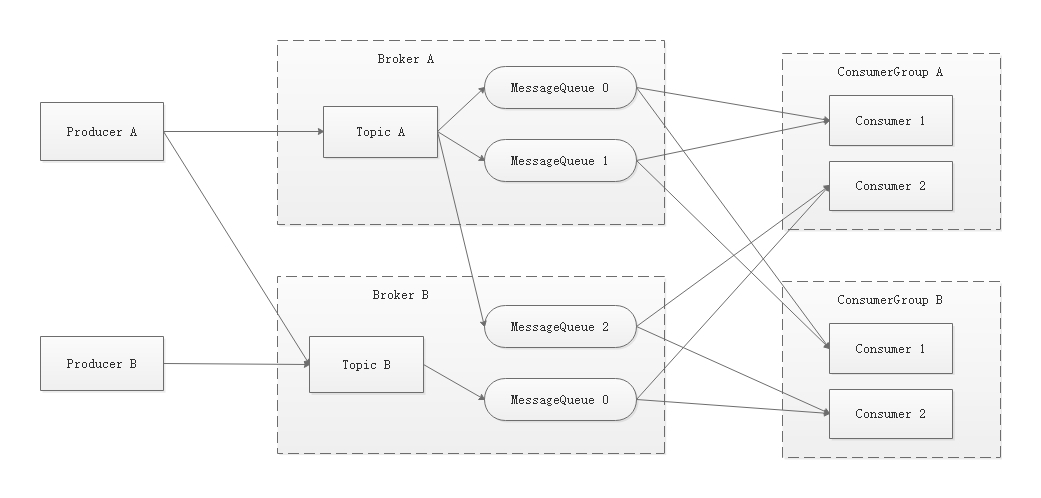 Producer A
Producer B
Broker A
Topic A
MessageQueue 0
MessageQueue 1
Broker B
Topic B
MessageQueue 2
MessageQueue 0
ConsumerGroup A
Consumer 1
Consumer 2
ConsumerGroup B
Consumer 1
Consumer 2